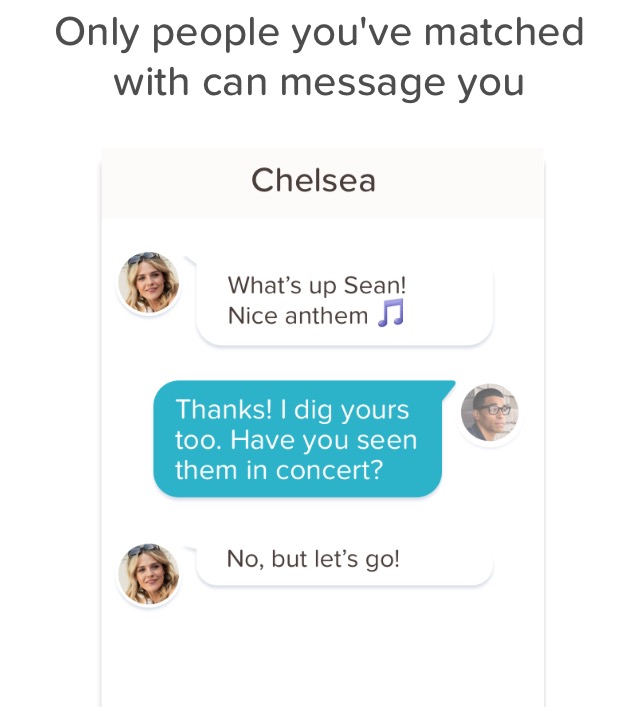 Only people you've matched
with can message you
Chelsea
What’s up Sean!
Nice anthem 🎵
Thanks! I dig yours
too. Have you seen
them in concert?
No, but let’s go!